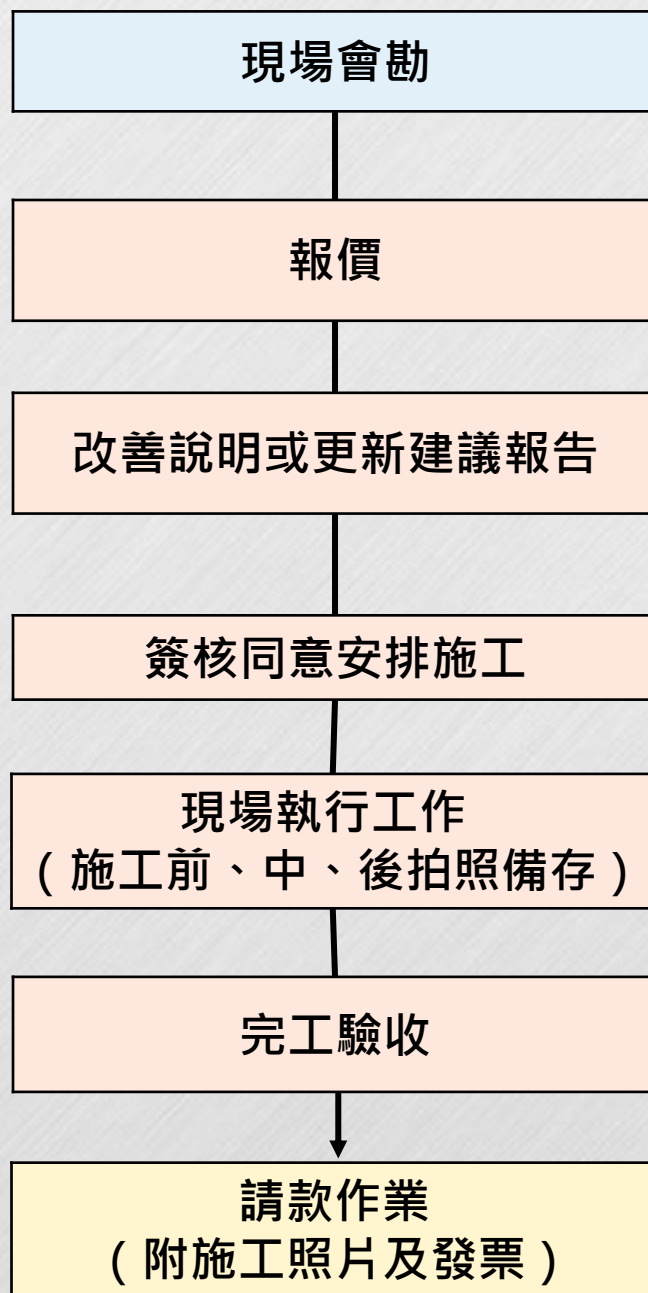 現場會勘
報價
改善說明或更新建議報告
簽核同意安排施工
現場執行工作
（施工前、中、後拍照備存）
完工驗收
請款作業
（附施工照片及發票）